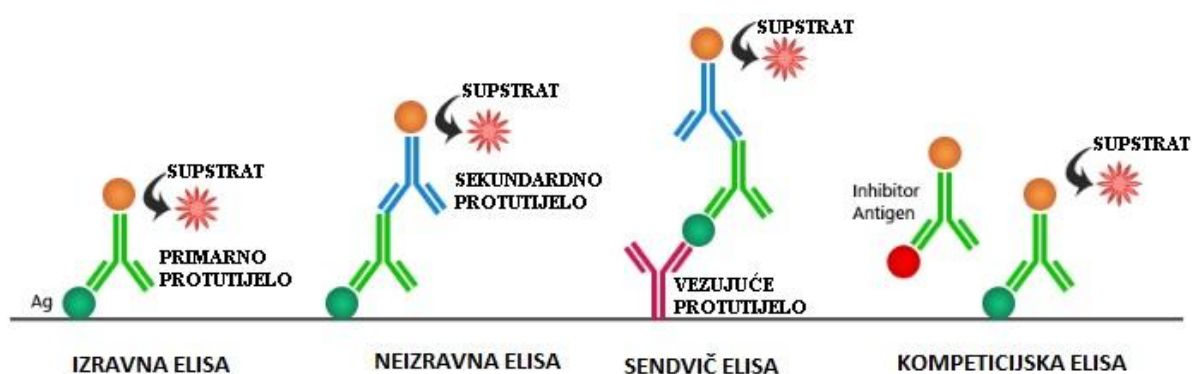 SUPSTRAT
PRIMARNO
PROTUTIJELO
Ag
IZRAVNA ELISA
SUPSTRAT
SEKUNDARDNO
PROTUTIJELO
NEIZRAVNA ELISA
SUPSTRAT
VEZUJUĆE
PROTUTIJELO
SENDVIČ ELISA
Inhibitor
Antigen
SUPSTRAT
KOMPETICIJSKA ELISA